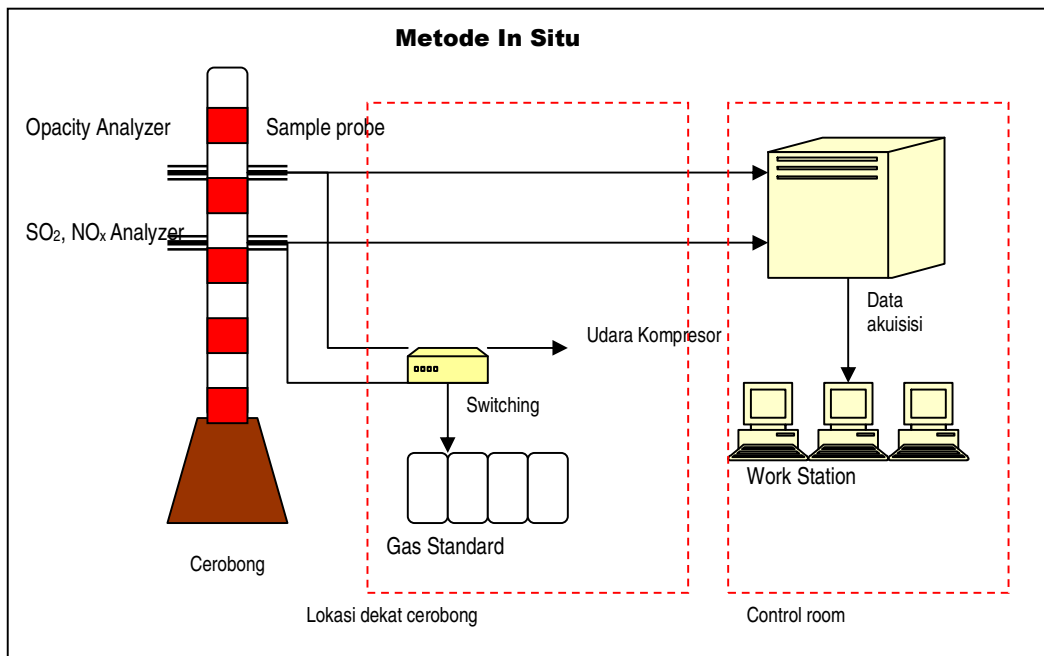 Metode In Situ
Opacity Analyzer
Sample probe
SO₂, NOₓ Analyzer
Data
akuisisi
Udara Kompresor
Switching
Work Station
Gas Standard
Cerobong
Lokasi dekat cerobong
Control room